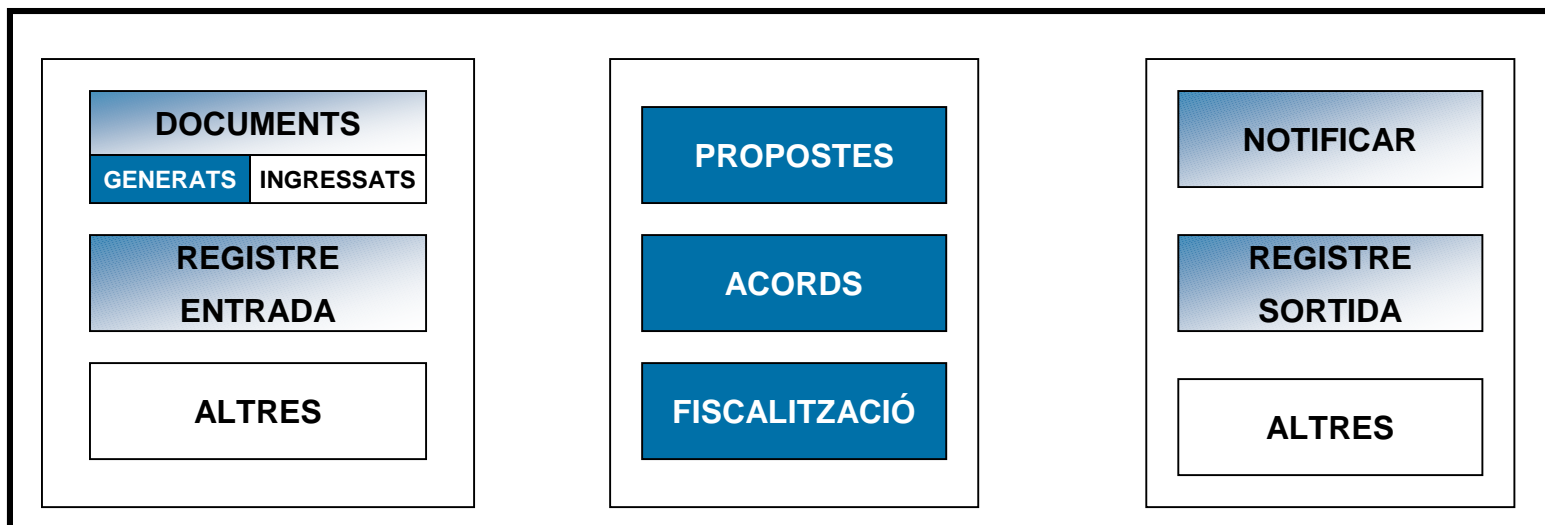 DOCUMENTS
GENERATS INGRESSATS
REGISTRE
ENTRADA
ALTRES
PROPOSTES
ACORDS
FISCALITZACIÓ
NOTIFICAR
REGISTRE
SORTIDA
ALTRES